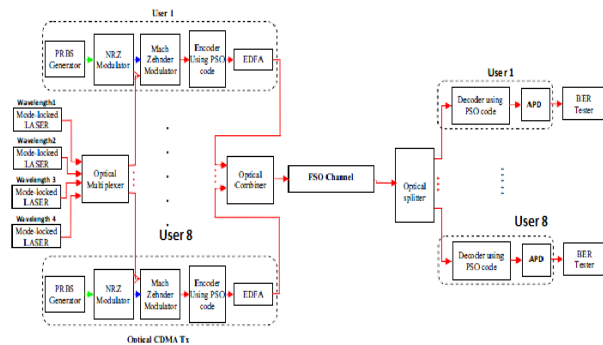 User 1
PRBS
Generator
NRZ
Modulator
Mach
Zehnder
Modulator
Encoder
Using PSO
code
EDFA
Wavelength1
Mode-locked
LASER
Wavelength2
Mode-locked
LASER
Wavelength 3
Mode-locked
LASER
Wavelength 4
Mode-locked
LASER
Optical
Multiplexer
Optical
Combiner
FSO Channel
Optical
splitter
User 1
Decoder using
PSO code
APD
BER
Tester
User 8
Decoder using
PSO code
APD
BER
Tester
User 8
PRBS
Generator
NRZ
Modulator
Mach
Zehnder
Modulator
Encoder
Using PSO
code
EDFA
Optical CDMA Tx